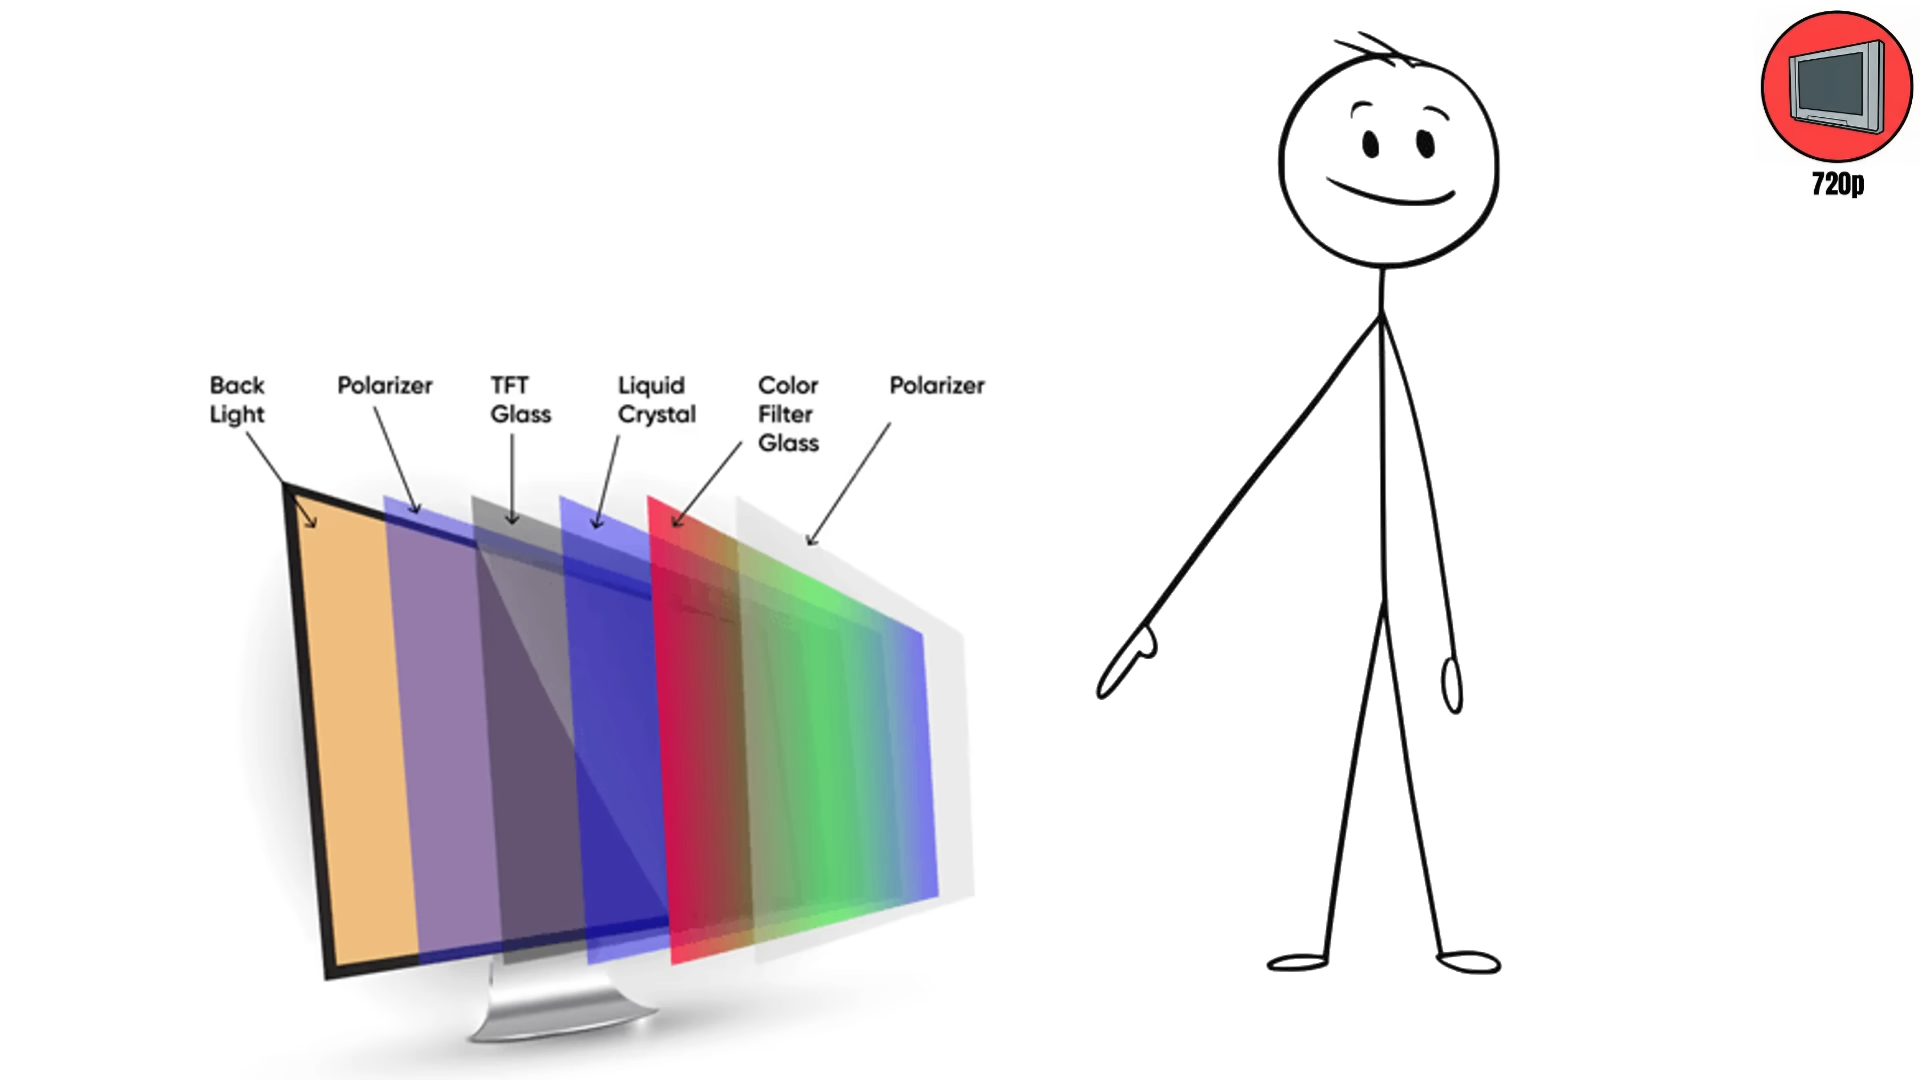 Back
Light
Polarizer
TFT
Glass
Liquid
Crystal
Color
Filter
Glass
Polarizer
720p